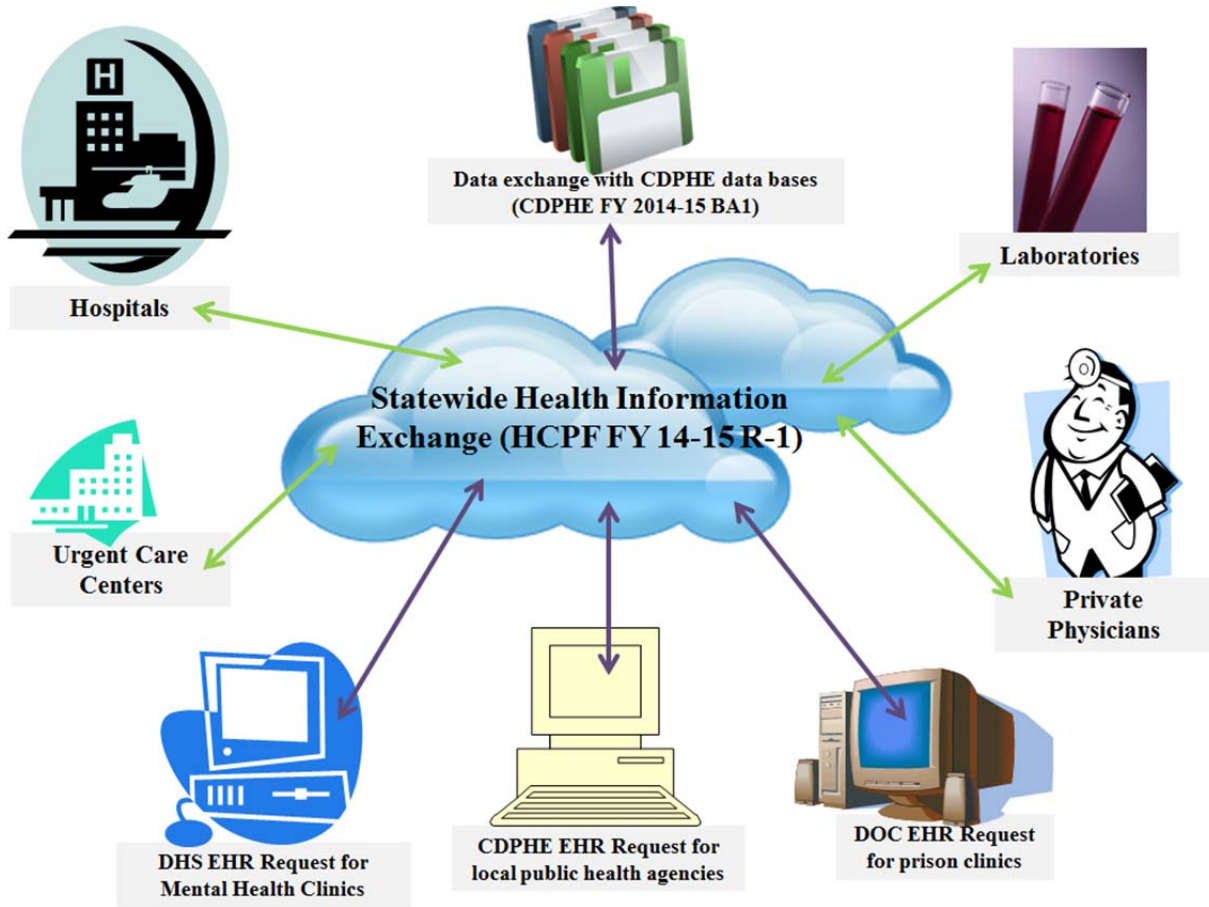 H
Data exchange with CDPHE data bases
(CDPHE FY 2014-15 BA1)
Hospitals
Laboratories
Statewide Health Information
Exchange (HCPF FY 14-15 R-1)
Urgent Care
Centers
Private
Physicians
DHS EHR Request for
Mental Health Clinics
CDPHE EHR Request for
local public health agencies
DOC EHR Request
for prison clinics